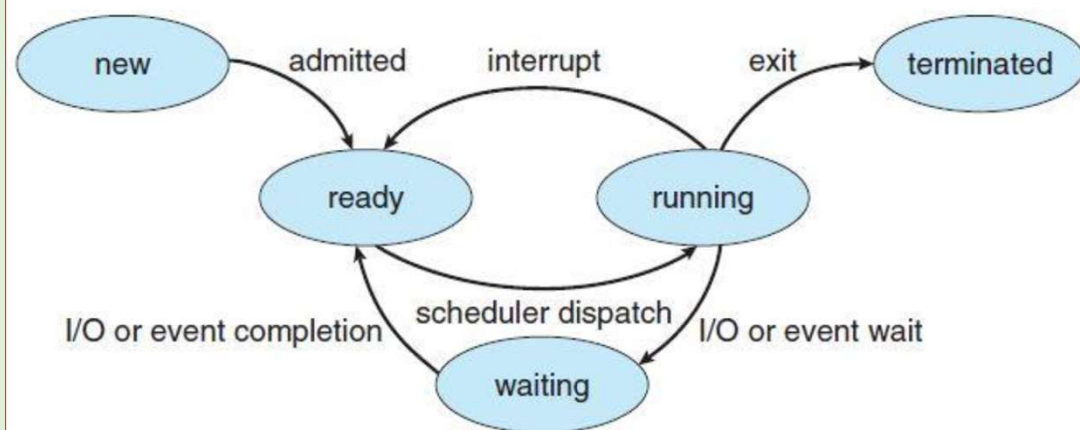 new
admitted
interrupt
exit
terminated
ready
running
scheduler dispatch
I/O or event completion
I/O or event wait
waiting